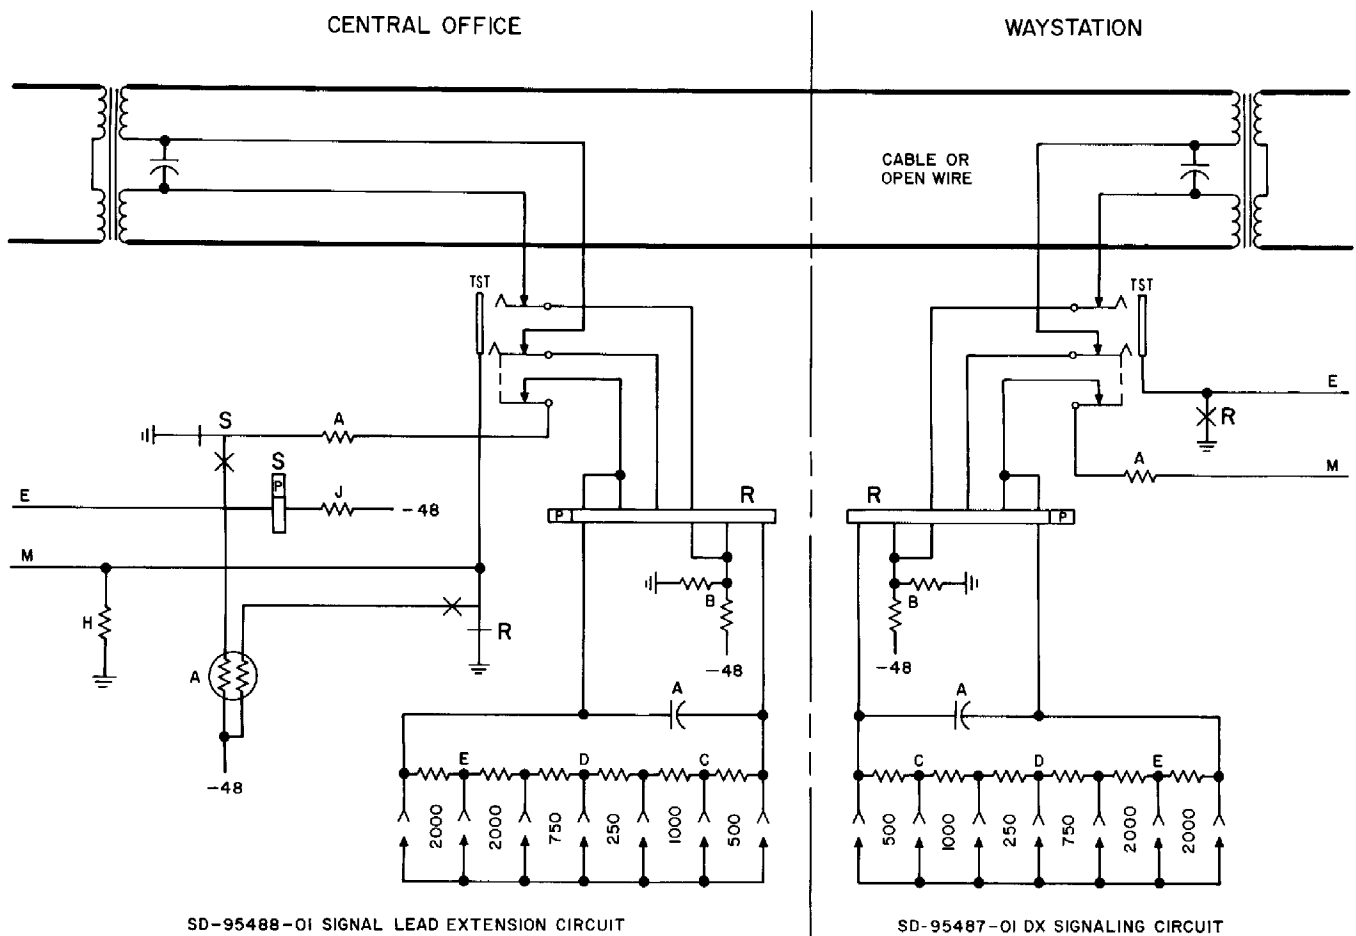 CENTRAL OFFICE
WAYSTATION
CABLE OR
OPEN WIRE
TST
TST
E
R
S
A
A
M
S
P
E
J
-48
R
P
R
P
M
B
B
H
R
-48
-48
A
A
A
-48
E
D
C
C
D
E
2000
2000
750
250
1000
500
500
1000
250
750
2000
2000
SD-95488-01 SIGNAL LEAD EXTENSION CIRCUIT
SD-95487-01 DX SIGNALING CIRCUIT